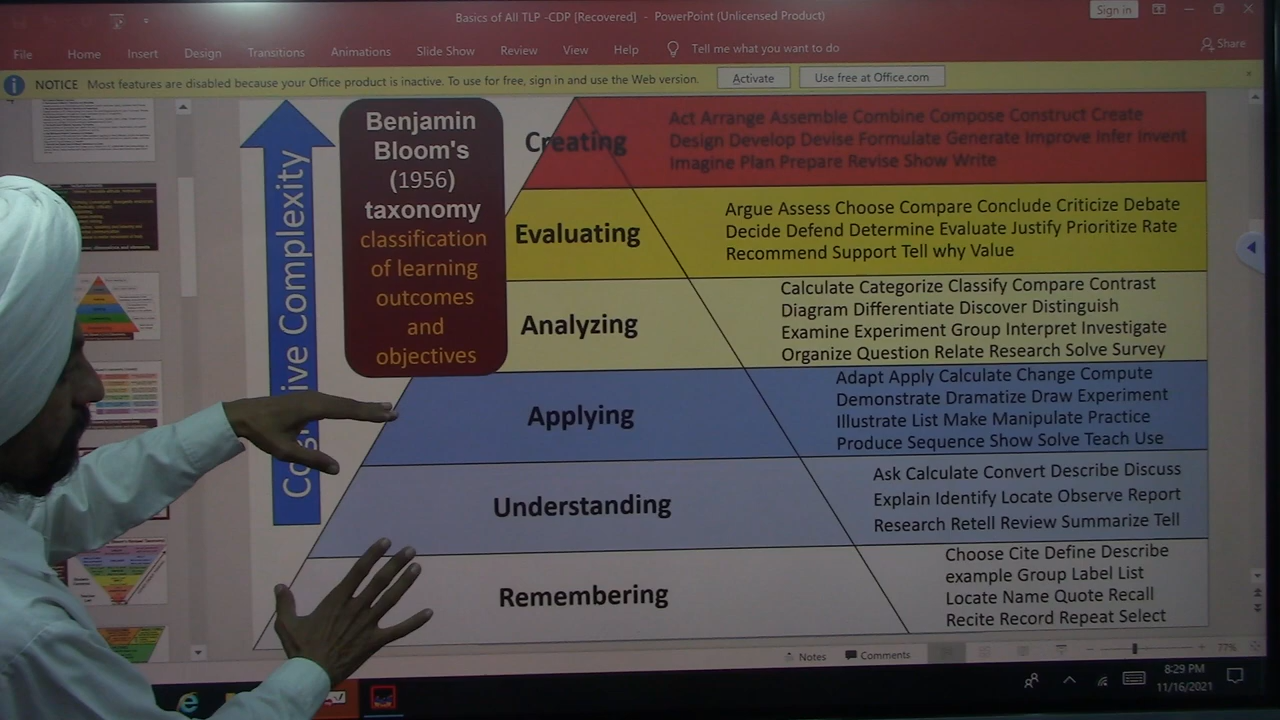 Basics of All TLP -CDP [Recovered] - PowerPoint (Unlicensed Product)
Sign in
File Home Insert Design Transitions Animations Slide Show Review View Help Tell me what you want to do
Share
NOTICE Most features are disabled because your Office product is inactive. To use for free, sign in and use the Web version.
Activate
Use free at Office.com
Benjamin
Bloom's
(1956)
taxonomy
classification
of learning
outcomes
and
objectives
Creating
Act Arrange Assemble Combine Compose Construct Create
Design Develop Devise Formulate Generate Improve Infer Invent
Imagine Plan Prepare Revise Show Write
Evaluating
Argue Assess Choose Compare Conclude Criticize Debate
Decide Defend Determine Evaluate Justify Prioritize Rate
Recommend Support Tell why Value
Analyzing
Calculate Categorize Classify Compare Contrast
Diagram Differentiate Discover Distinguish
Examine Experiment Group Interpret Investigate
Organize Question Relate Research Solve Survey
Applying
Adapt Apply Calculate Change Compute
Demonstrate Dramatize Draw Experiment
Illustrate List Make Manipulate Practice
Produce Sequence Show Solve Teach Use
Understanding
Ask Calculate Convert Describe Discuss
Explain Identify Locate Observe Report
Research Retell Review Summarize Tell
Remembering
Choose Cite Define Describe
example Group Label List
Locate Name Quote Recall
Recite Record Repeat Select
Complexity
Notes Comments
77%
8:29 PM
11/16/2021